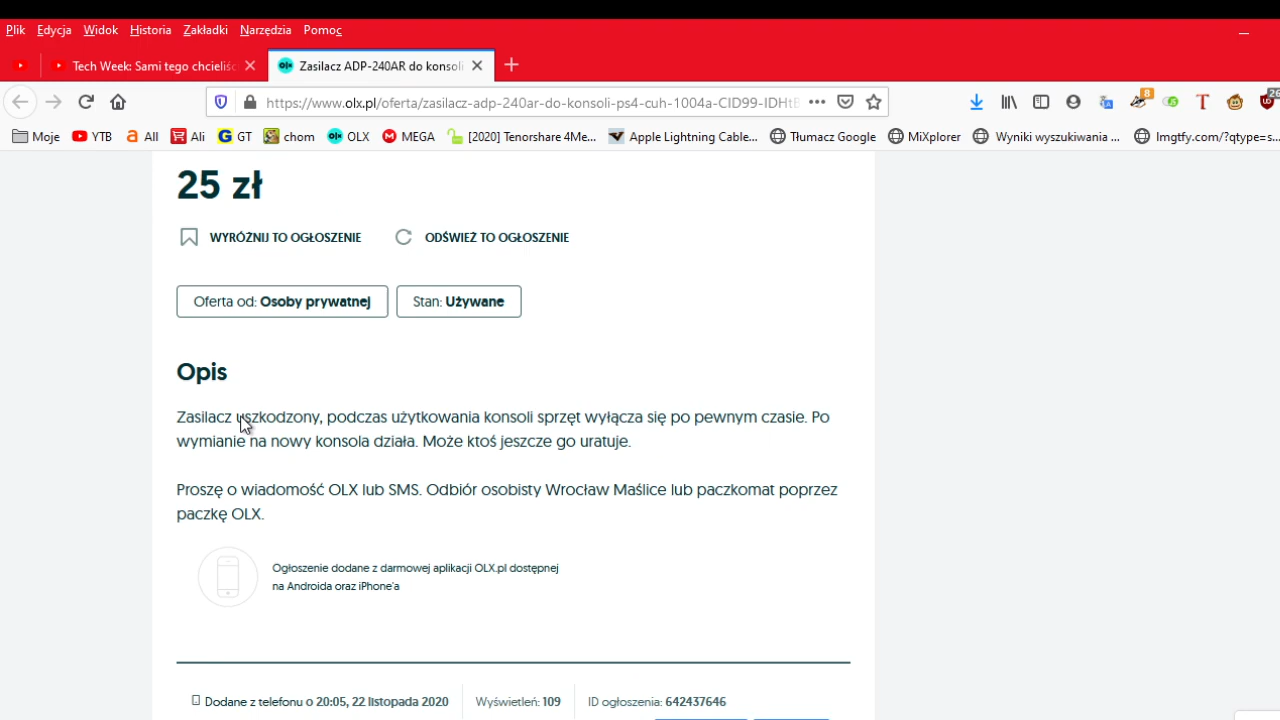 Plik Edycja Widok Historia Zakładki Narzędzia Pomoc
Tech Week: Sami tego chcieliśc
Zasilacz ADP-240AR do konsoli
https://www.olx.pl/oferta/zasilacz-adp-240ar-do-konsoli-ps4-cuh-1004a-CID99-IDHtE
8
26
Moje YTB All Ali GT chom OLX MEGA [2020] Tenorshare 4Me... Apple Lightning Cable... Tłumacz Google MiXplorer Wyniki wyszukiwania ... lmgtfy.com/?qtype=s...
25 zł
WYRÓŻNIJ TO OGŁOSZENIE ODŚWIEŻ TO OGŁOSZENIE
Oferta od: Osoby prywatnej Stan: Używane
Opis
Zasilacz uszkodzony, podczas użytkowania konsoli sprzęt wyłącza się po pewnym czasie. Po
wymianie na nowy konsola działa. Może ktoś jeszcze go uratuje.
Proszę o wiadomość OLX lub SMS. Odbiór osobisty Wrocław Maślice lub paczkomat poprzez
paczkę OLX.
Ogłoszenie dodane z darmowej aplikacji OLX.pl dostępnej
na Androida oraz iPhone'a
Dodane z telefonu o 20:05, 22 listopada 2020 Wyświetleń: 109 ID ogłoszenia: 642437646